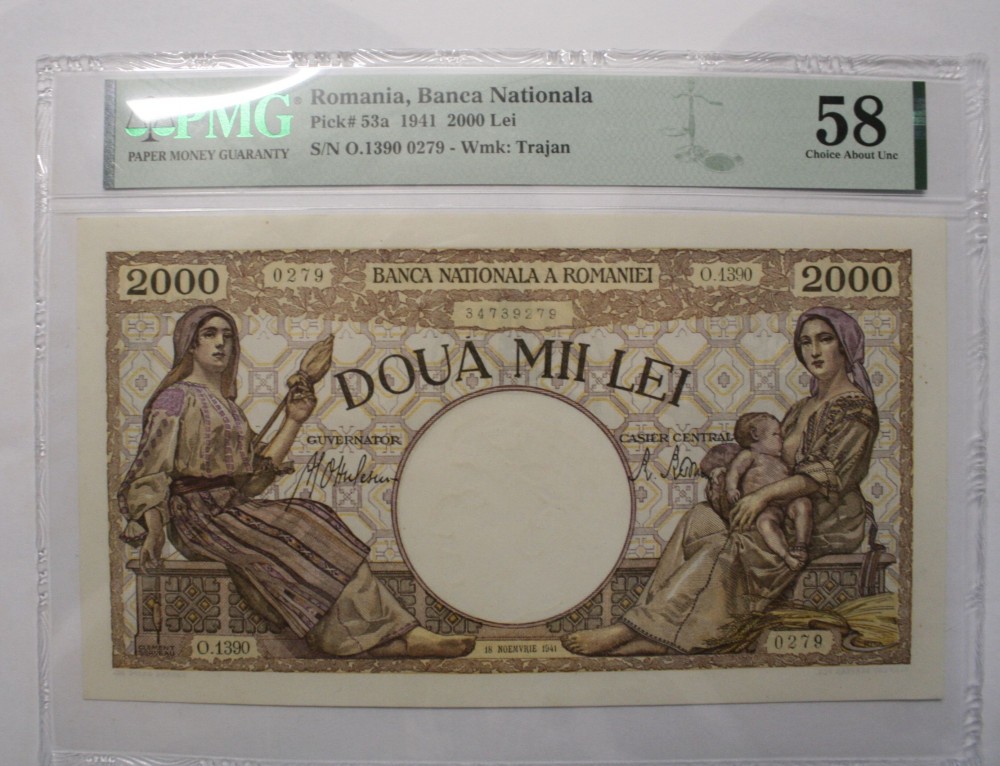 PMG®
PAPER MONEY GUARANTY
Romania, Banca Nationala
Pick# 53a 1941 2000 Lei
S/N O.1390 0279 - Wmk: Trajan
58
Choice About Unc
2000
0279
BANCA NATIONALA A ROMANIEI
O.1390
2000
34739279
DOUA MII LEI
GUVERNATOR
CASIER CENTRAL
O.1390
18 NOEMVRIE 1941
0279